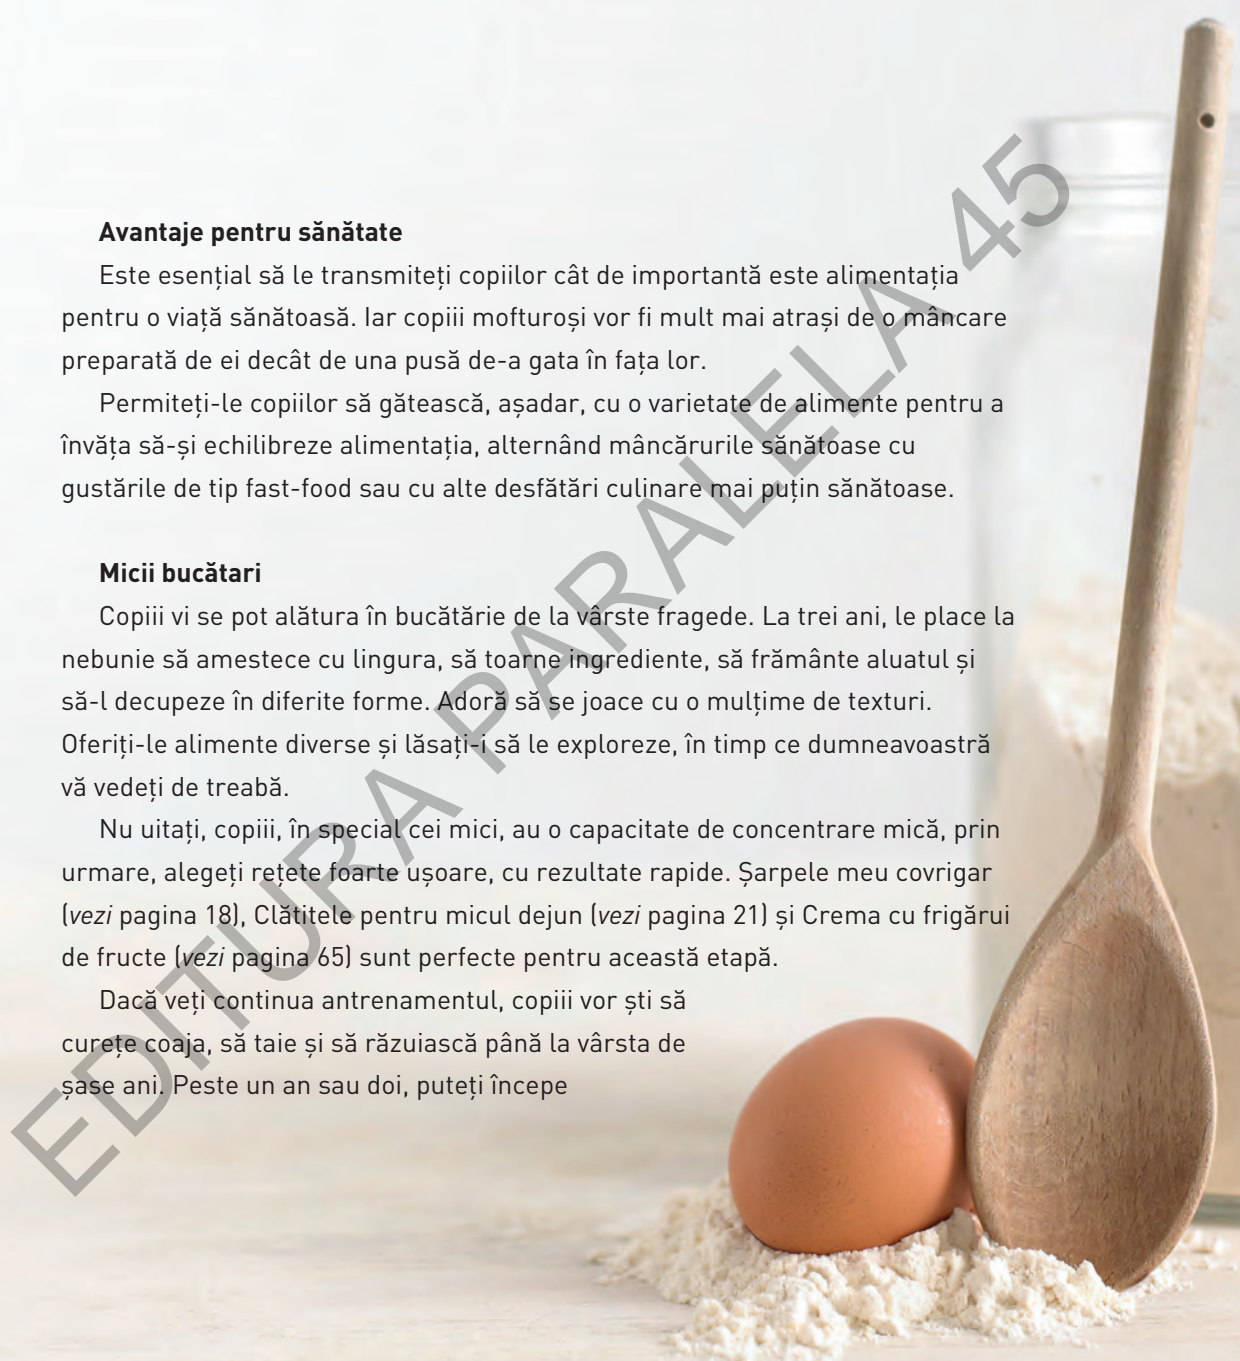 Avantaje pentru sănătate
Este esențial să le transmiteți copiilor cât de importantă este alimentația
pentru o viață sănătoasă. Iar copiii mofturoși vor fi mult mai atrași de o mâncare
preparată de ei decât de una pusă de-a gata în fața lor.
Permiteți-le copiilor să gătească, așadar, cu o varietate de alimente pentru a
învăța să-și echilibreze alimentația, alternând mâncărurile sănătoase cu
gustările de tip fast-food sau cu alte desfătări culinare mai puțin sănătoase.
Micii bucătari
Copiii vi se pot alătura în bucătărie de la vârste fragede. La trei ani, le place la
nebunie să amestece cu lingura, să toarne ingrediente, să frământe aluatul și
să-l decupeze în diferite forme. Adoră să se joace cu o mulțime de texturi.
Oferiți-le alimente diverse și lăsați-i să le exploreze, în timp ce dumneavoastră
vă vedeți de treabă.
Nu uitați, copiii, în special cei mici, au o capacitate de concentrare mică, prin
urmare, alegeți rețete foarte ușoare, cu rezultate rapide. Șarpele meu covrigar
(vezi pagina 18), Clătitele pentru micul dejun (vezi pagina 21) și Crema cu frigărui
de fructe (vezi pagina 65) sunt perfecte pentru această etapă.
Dacă veți continua antrenamentul, copiii vor ști să
curețe coaja, să taie și să răzuiască până la vârsta de
șase ani. Peste un an sau doi, puteți începe
EDITURA PARALELA 45